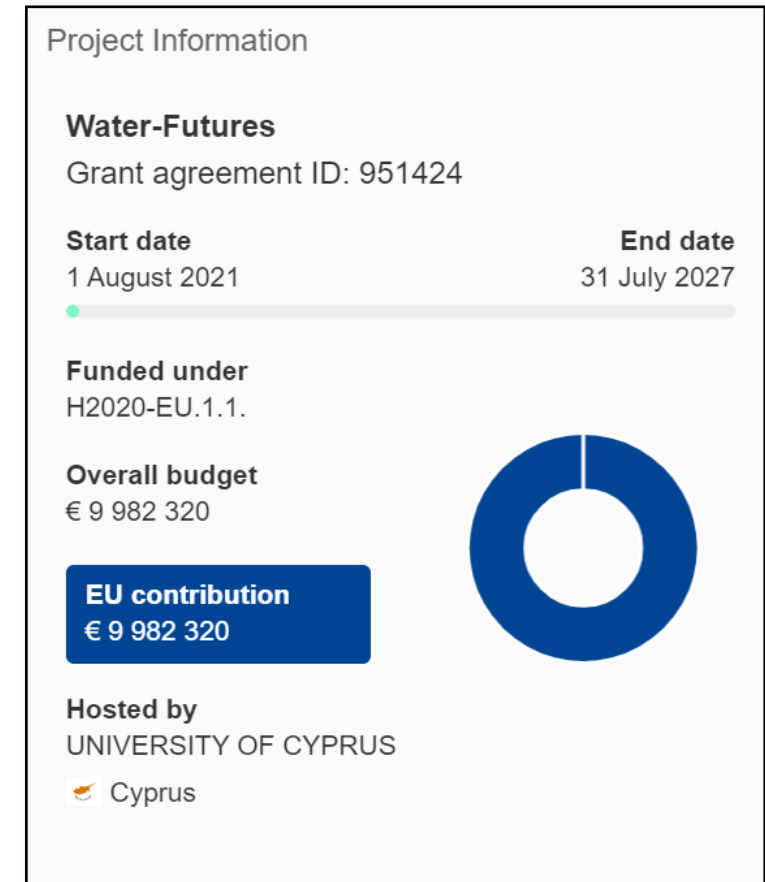 Project Information
Water-Futures
Grant agreement ID: 951424
Start date
1 August 2021
End date
31 July 2027
Funded under
H2020-EU.1.1.
Overall budget
€ 9 982 320
EU contribution
€ 9 982 320
Hosted by
UNIVERSITY OF CYPRUS
Cyprus